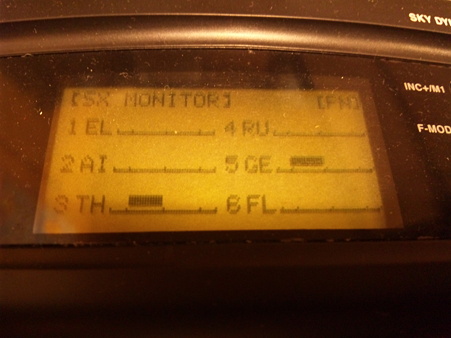 SKY DY
[SX MONITOR] [FN]
INC+/M1
1 EL 4 RU
F-MOD
2 AI 5 GE
3 TH 6 FL